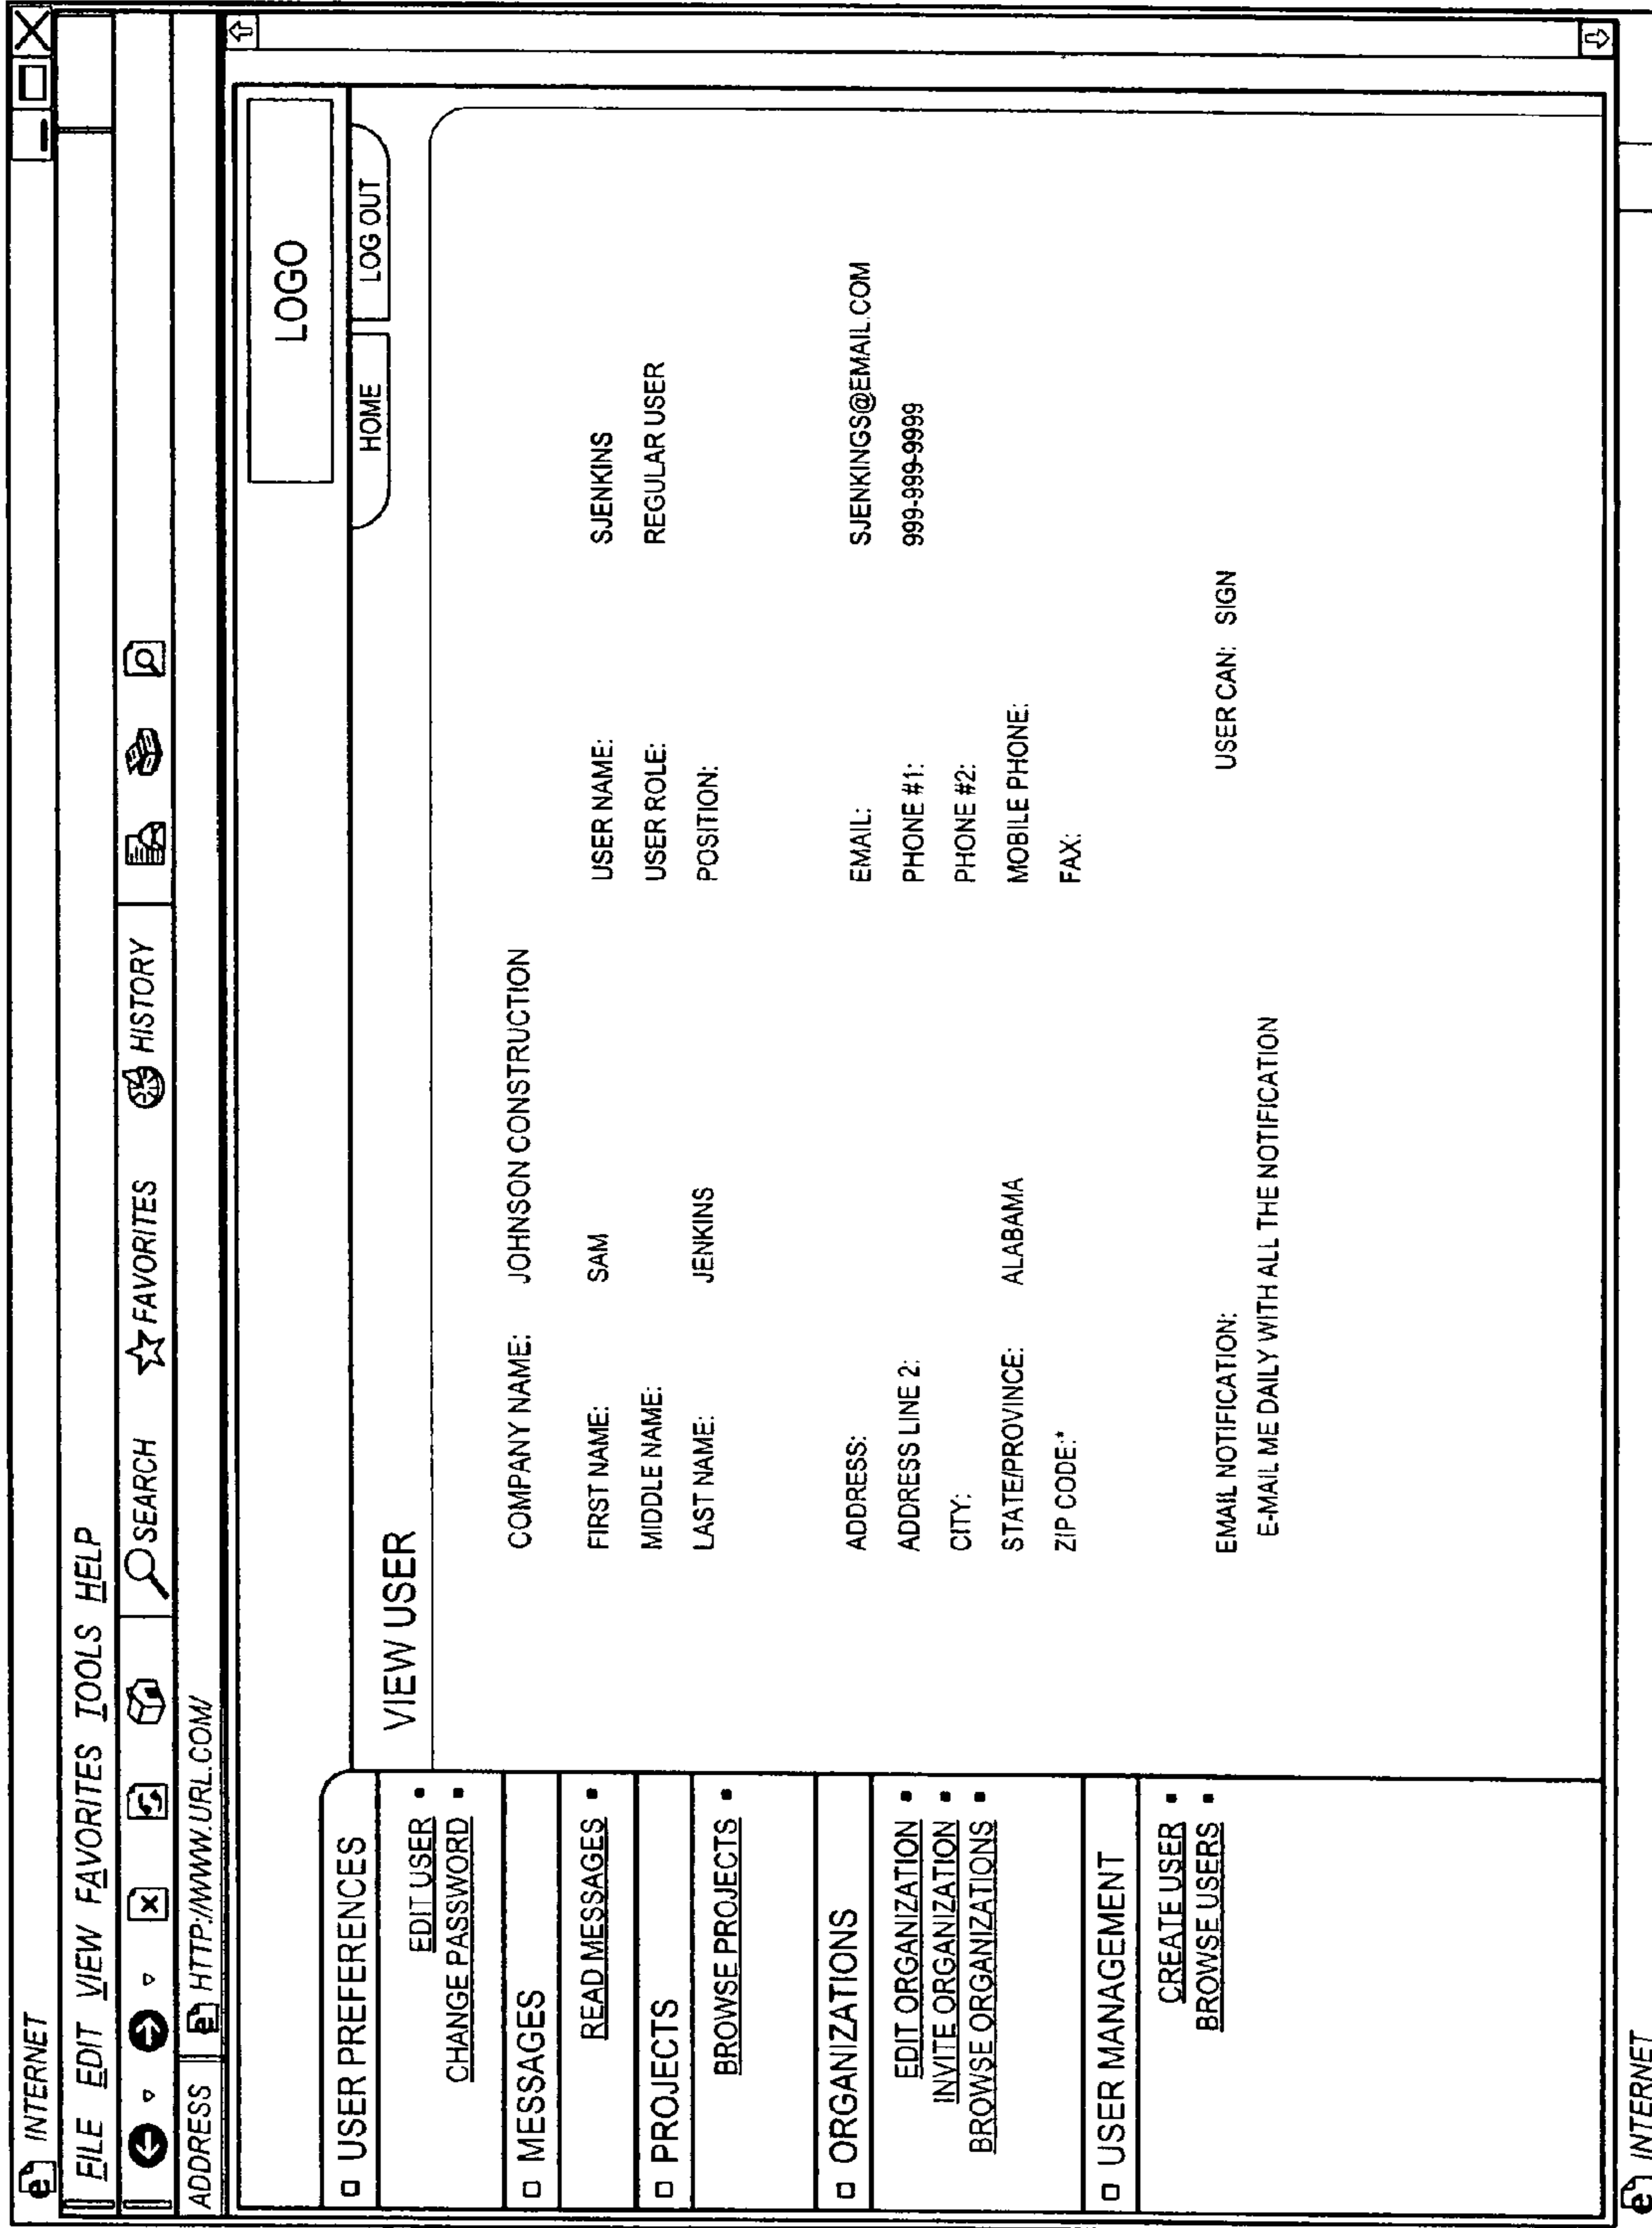 INTERNET
FILE EDIT VIEW FAVORITES TOOLS HELP
SEARCH FAVORITES HISTORY
ADDRESS HTTP://WWW.URL.COM/
LOGO
HOME LOG OUT
USER PREFERENCES
EDIT USER
CHANGE PASSWORD
MESSAGES
READ MESSAGES
PROJECTS
BROWSE PROJECTS
ORGANIZATIONS
EDIT ORGANIZATION
INVITE ORGANIZATION
BROWSE ORGANIZATIONS
USER MANAGEMENT
CREATE USER
BROWSE USERS
VIEW USER
COMPANY NAME: JOHNSON CONSTRUCTION
FIRST NAME: SAM USER NAME: SJENKINS
MIDDLE NAME: USER ROLE: REGULAR USER
LAST NAME: JENKINS POSITION:
ADDRESS: EMAIL: SJENKINGS@EMAIL.COM
ADDRESS LINE 2: PHONE #1: 999-999-9999
CITY: PHONE #2:
STATE/PROVINCE: ALABAMA MOBILE PHONE:
ZIP CODE:* FAX:
EMAIL NOTIFICATION: USER CAN: SIGN
E-MAIL ME DAILY WITH ALL THE NOTIFICATION
INTERNET